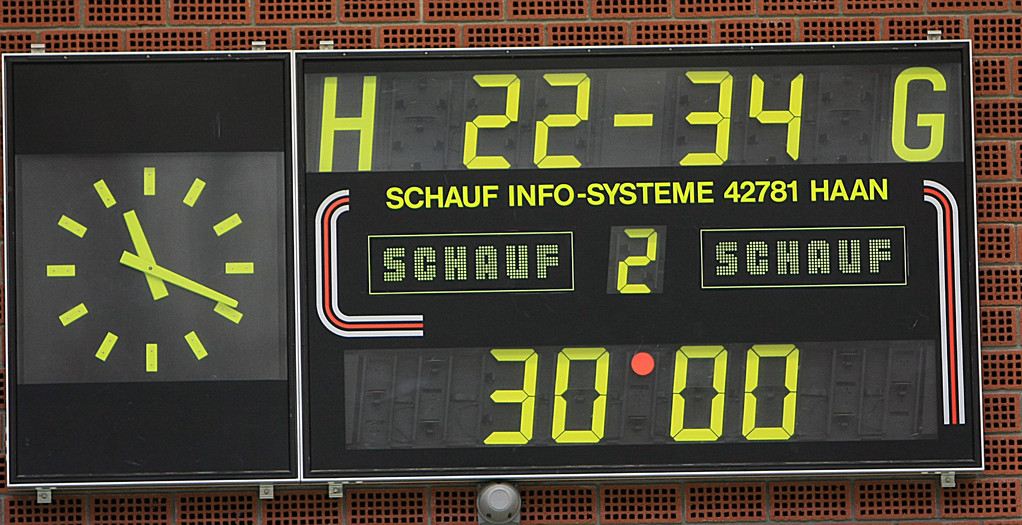 H 22-34 G
SCHAUF INFO-SYSTEME 42781 HAAN
SCHAUF 2 SCHAUF
30•00